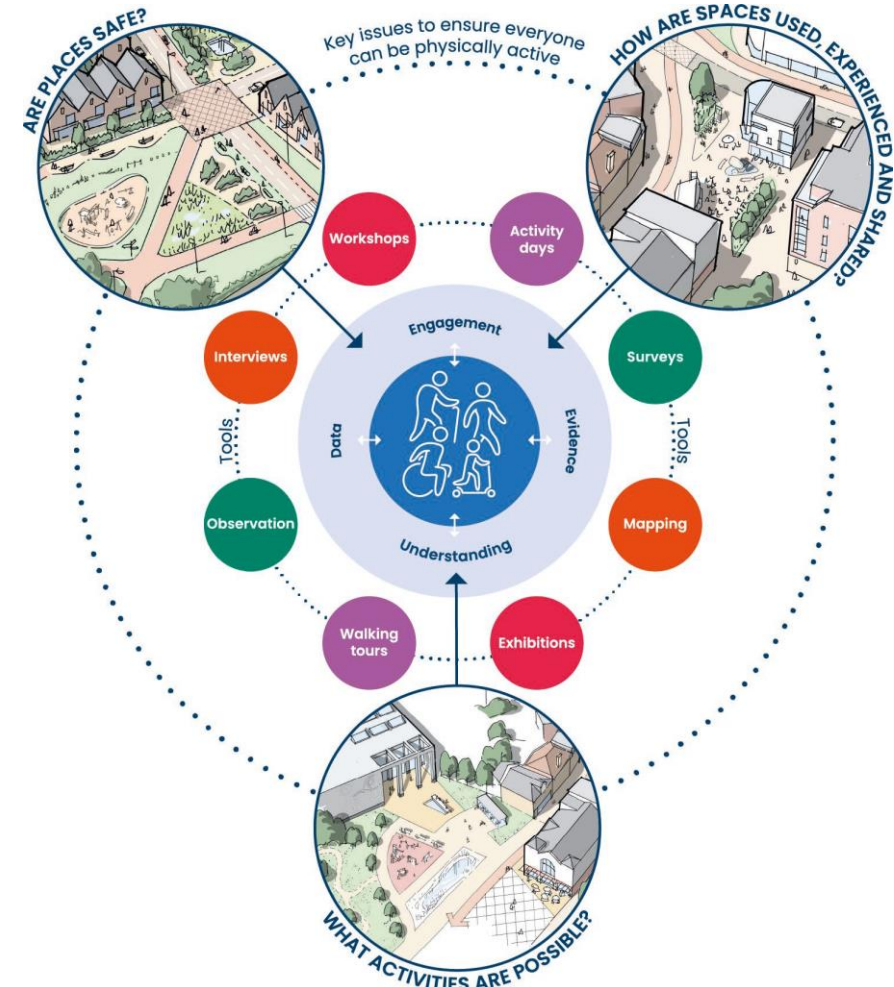 Key issues to ensure everyone
can be physically active
ARE PLACES SAFE?
HOW ARE SPACES USED, EXPERIENCED AND SHARED?
Workshops
Activity
days
Interviews
Surveys
Tools
Tools
Observation
Mapping
Walking
tours
Exhibitions
Engagement
Data
Evidence
Understanding
WHAT ACTIVITIES ARE POSSIBLE?